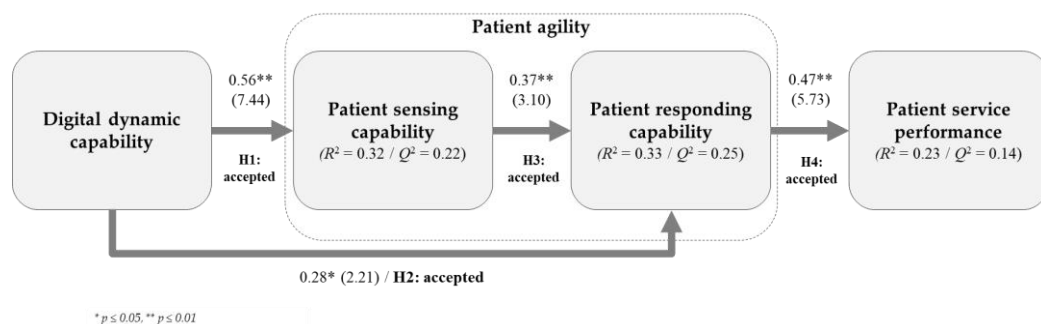 Patient agility
0.56**
(7.44)
0.37**
(3.10)
0.47**
(5.73)
Digital dynamic
capability
Patient sensing
capability
(R² = 0.32 / Q² = 0.22)
Patient responding
capability
(R² = 0.33 / Q² = 0.25)
Patient service
performance
(R² = 0.23 / Q² = 0.14)
H1:
accepted
H3:
accepted
H4:
accepted
0.28* (2.21) / H2: accepted
* p ≤ 0.05, ** p ≤ 0.01